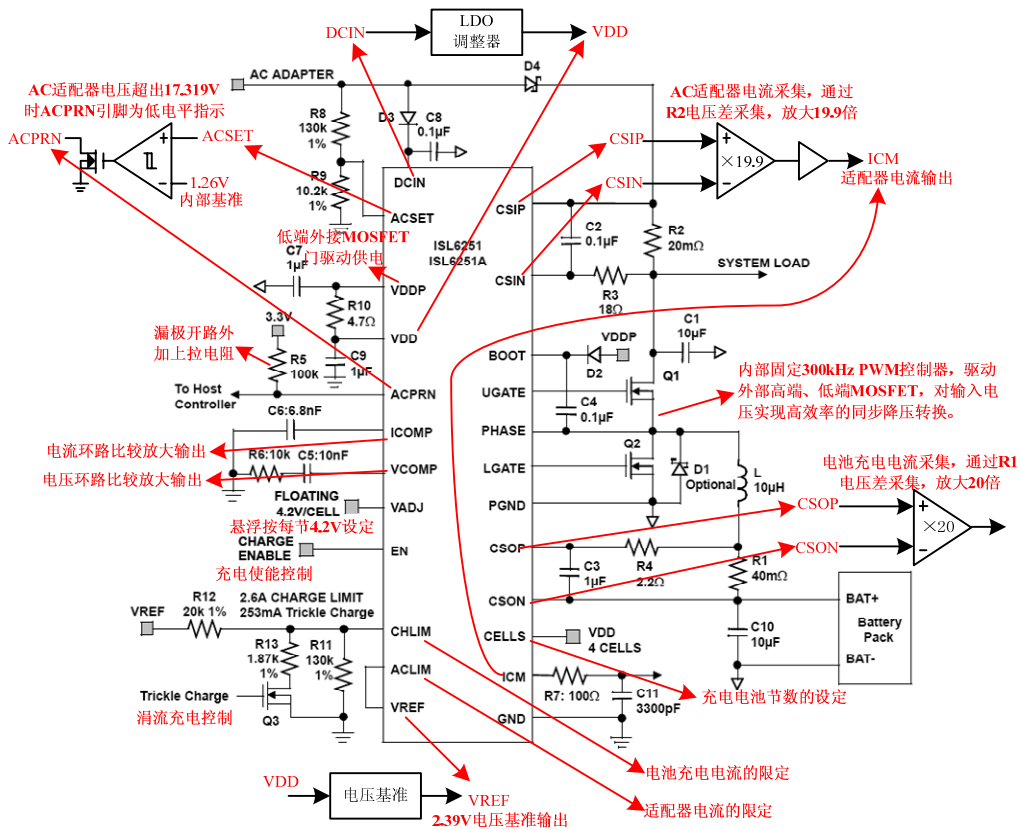 DCIN
LDO
调整器
VDD
AC ADAPTER
D4
AC适配器电压超出17.319V
时ACPRN引脚为低电平指示
AC适配器电流采集，通过
R2电压差采集，放大19.9倍
R8
130k
1%
D3
C8
0.1μF
ACPRN
ACSET
+
−
1.26V
内部基准
CSIP
CSIN
+
−
×19.9
ICM
适配器电流输出
R9
10.2k
1%
DCIN
ACSET
CSIP
ISL6251
ISL6251A
C2
0.1μF
R2
20mΩ
低端外接MOSFET
门驱动供电
C7
1μF
CSIN
SYSTEM LOAD
R3
18Ω
VDDP
R10
4.7Ω
漏极开路外
加上拉电阻
3.3V
VDD
C1
10μF
VDDP
BOOT
D2
R5
100k
C9
1μF
Q1
内部固定300kHz PWM控制器，驱动
外部高端、低端MOSFET，对输入电
压实现高效率的同步降压转换。
To Host
Controller
ACPRN
UGATE
C4
0.1μF
C6:6.8nF
ICOMP
PHASE
电流环路比较放大输出
Q2
R6:10k
C5:10nF
VCOMP
LGATE
D1
Optional
L
10μH
电压环路比较放大输出
电池充电电流采集，通过R1
电压差采集，放大20倍
FLOATING
4.2V/CELL
VADJ
PGND
CSOP
CSON
+
−
×20
悬浮按每节4.2V设定
CHARGE
ENABLE
EN
CSOP
充电使能控制
C3
1μF
R4
2.2Ω
R1
40mΩ
VREF
R12
20k 1%
2.6A CHARGE LIMIT
253mA Trickle Charge
CSON
BAT+
Battery
Pack
BAT-
CHLIM
CELLS
VDD
4 CELLS
C10
10μF
R13
1.87k
1%
R11
130k
1%
ACLIM
ICM
R7: 100Ω
C11
3300pF
充电电池节数的设定
Trickle Charge
涓流充电控制
Q3
VREF
GND
电池充电电流的限定
VDD
电压基准
VREF
2.39V电压基准输出
适配器电流的限定